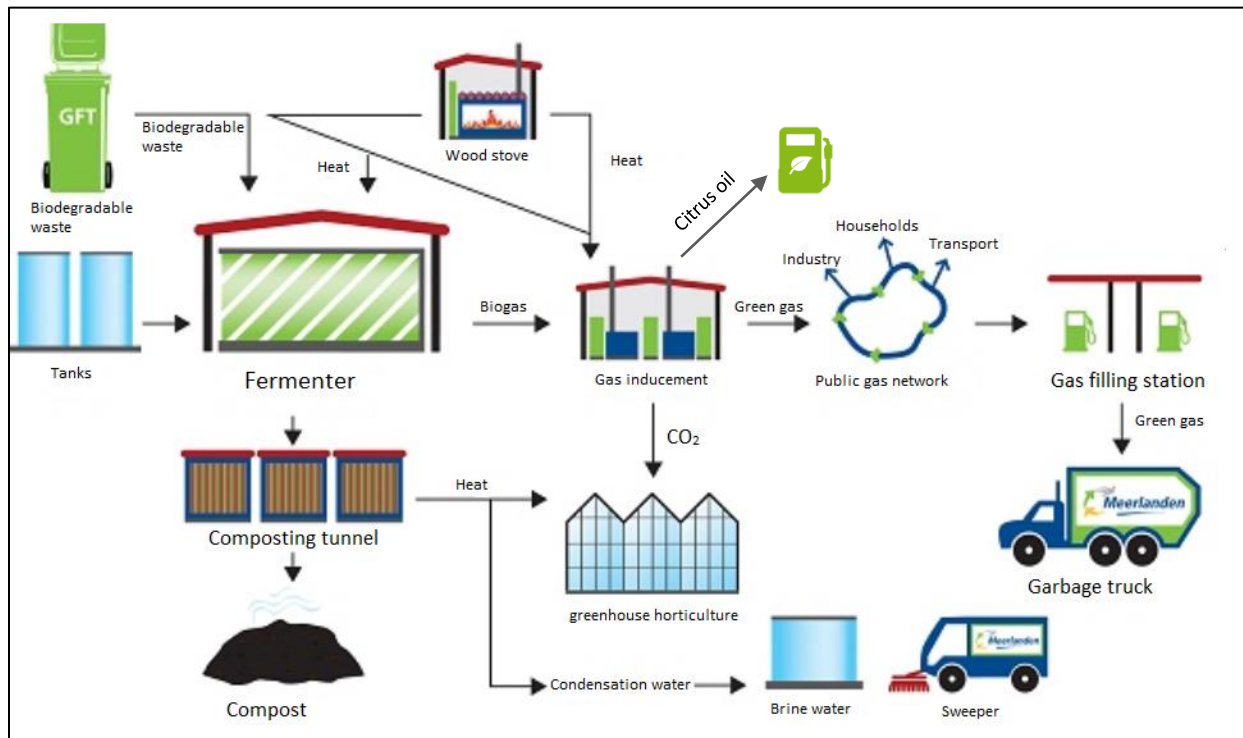 GFT
Biodegradable
waste
Biodegradable
waste
Heat
Wood stove
Heat
Citrus oil
Households
Industry
Transport
Tanks
Fermenter
Biogas
Gas inducement
Green gas
Public gas network
Gas filling station
Green gas
CO₂
Heat
Composting tunnel
greenhouse horticulture
Meerlanden
Garbage truck
Compost
Condensation water
Brine water
Meerlanden
Sweeper